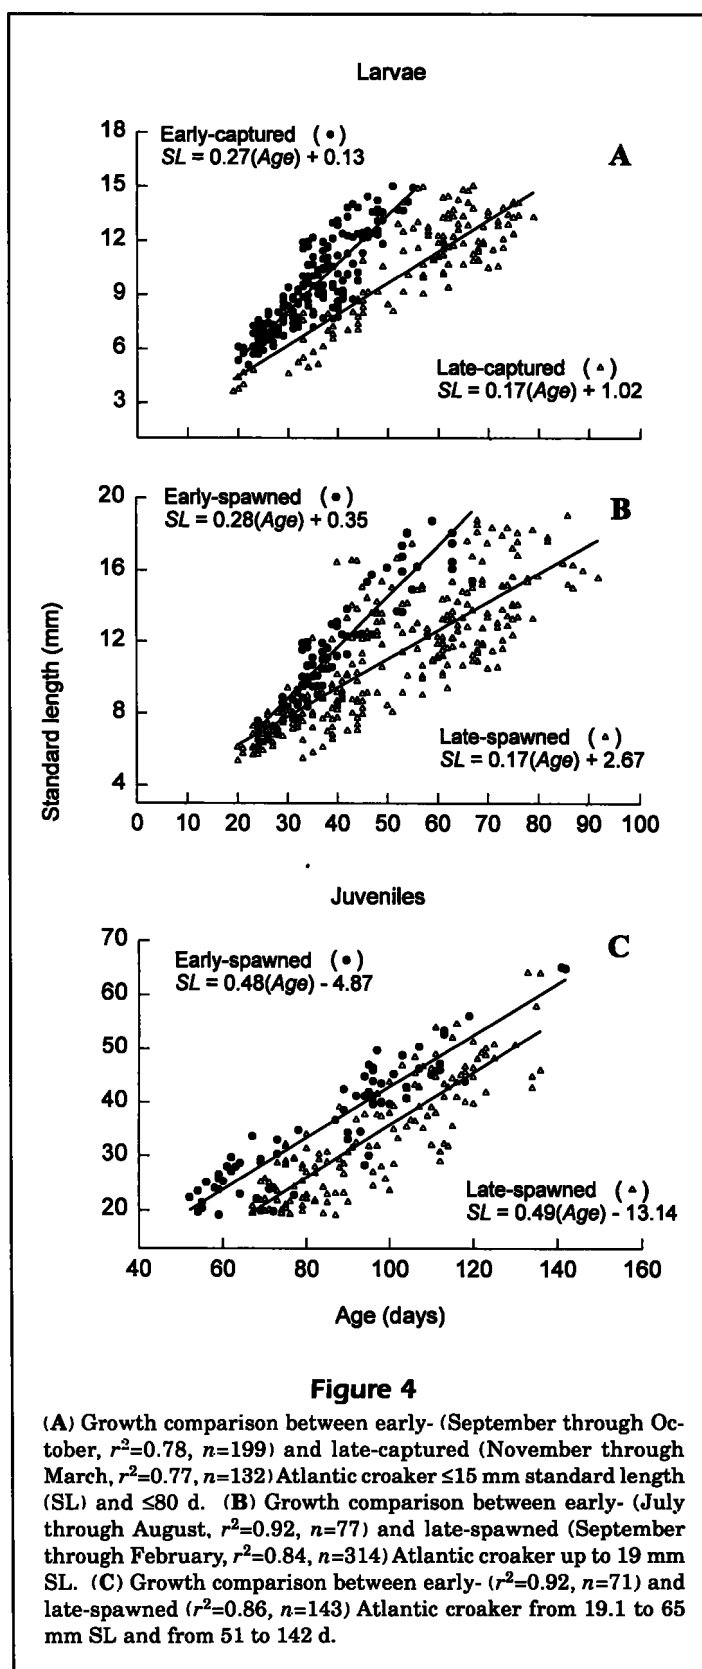 Larvae
18
15
12
9
6
3
Early-captured (●)
SL = 0.27(Age) + 0.13
A
Late-captured (▵)
SL = 0.17(Age) + 1.02
Standard length (mm)
20
16
12
8
4
Early-spawned (●)
SL = 0.28(Age) + 0.35
B
Late-spawned (▵)
SL = 0.17(Age) + 2.67
0 10 20 30 40 50 60 70 80 90 100
Juveniles
70
60
50
40
30
20
Early-spawned (●)
SL = 0.48(Age) - 4.87
C
Late-spawned (▵)
SL = 0.49(Age) - 13.14
40 60 80 100 120 140 160
Age (days)
Figure 4
(A) Growth comparison between early- (September through Oc-
tober, r²=0.78, n=199) and late-captured (November through
March, r²=0.77, n=132) Atlantic croaker ≤15 mm standard length
(SL) and ≤80 d. (B) Growth comparison between early- (July
through August, r²=0.92, n=77) and late-spawned (September
through February, r²=0.84, n=314) Atlantic croaker up to 19 mm
SL. (C) Growth comparison between early- (r²=0.92, n=71) and
late-spawned (r²=0.86, n=143) Atlantic croaker from 19.1 to 65
mm SL and from 51 to 142 d.